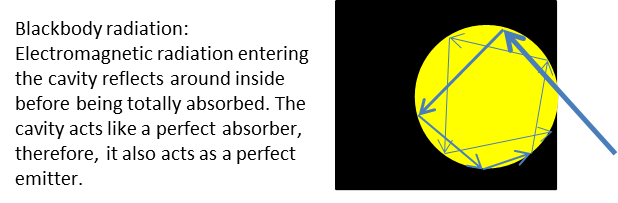 Blackbody radiation:
Electromagnetic radiation entering
the cavity reflects around inside
before being totally absorbed. The
cavity acts like a perfect absorber,
therefore, it also acts as a perfect
emitter.